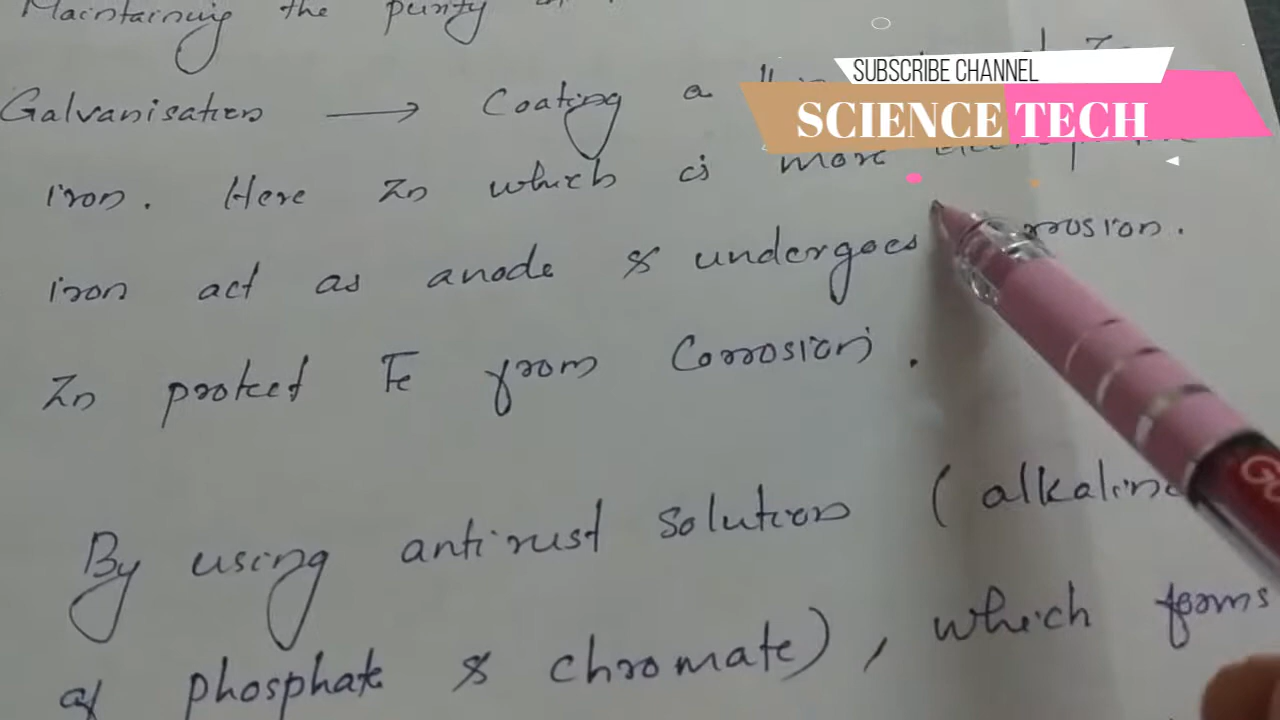 Maintaining the purity
SUBSCRIBE CHANNEL
SCIENCE TECH
Galvanisation → Coating a
iron. Here Zn which is more
iron act as anode & undergoes corrosion.
Zn protect Fe from Corrosion.
By using antirust solution (alkaline
of phosphate & chromate), which forms